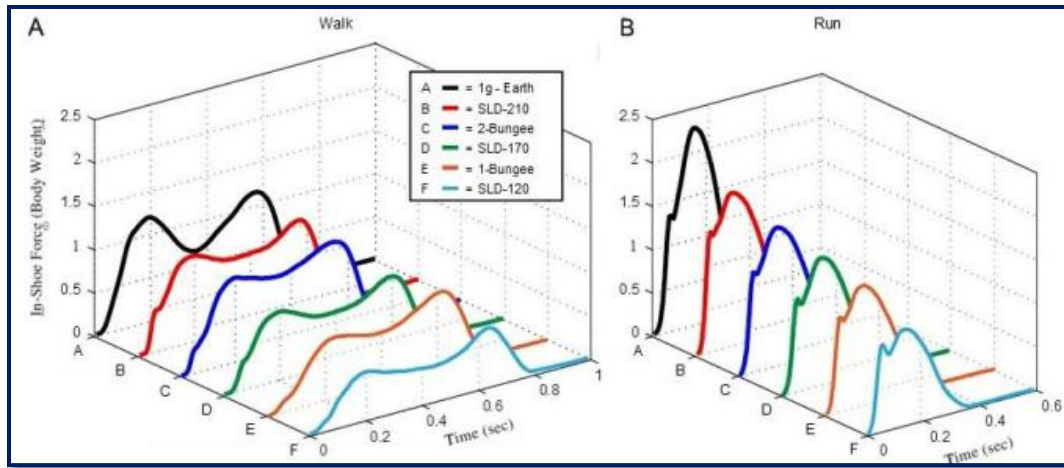 A
Walk
2.5
2
1.5
1
0.5
0
In-Shoe Force (Body Weight)
A
B
C
D
E
F
0
0.2
0.4
0.6
0.8
1
Time (sec)
A = 1g - Earth
B = SLD-210
C = 2-Bungee
D = SLD-170
E = 1-Bungee
F = SLD-120
B
Run
2.5
2
1.5
1
0.5
0
A
B
C
D
E
F
0
0.2
0.4
0.6
Time (sec)